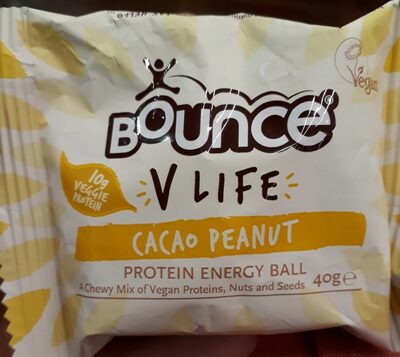 Vegan
BOUNCE
10g
VEGGIE
PROTEIN
V LIFE
CACAO PEANUT
PROTEIN ENERGY BALL
A Chewy Mix of Vegan Proteins, Nuts and Seeds 40g e